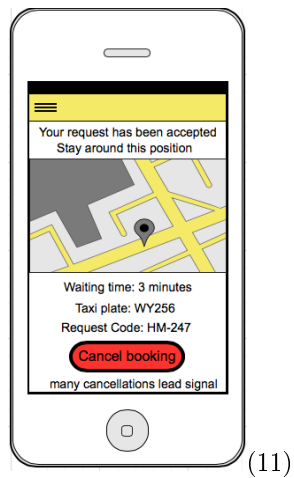 Your request has been accepted
Stay around this position
Waiting time: 3 minutes
Taxi plate: WY256
Request Code: HM-247
Cancel booking
many cancellations lead signal
(11)